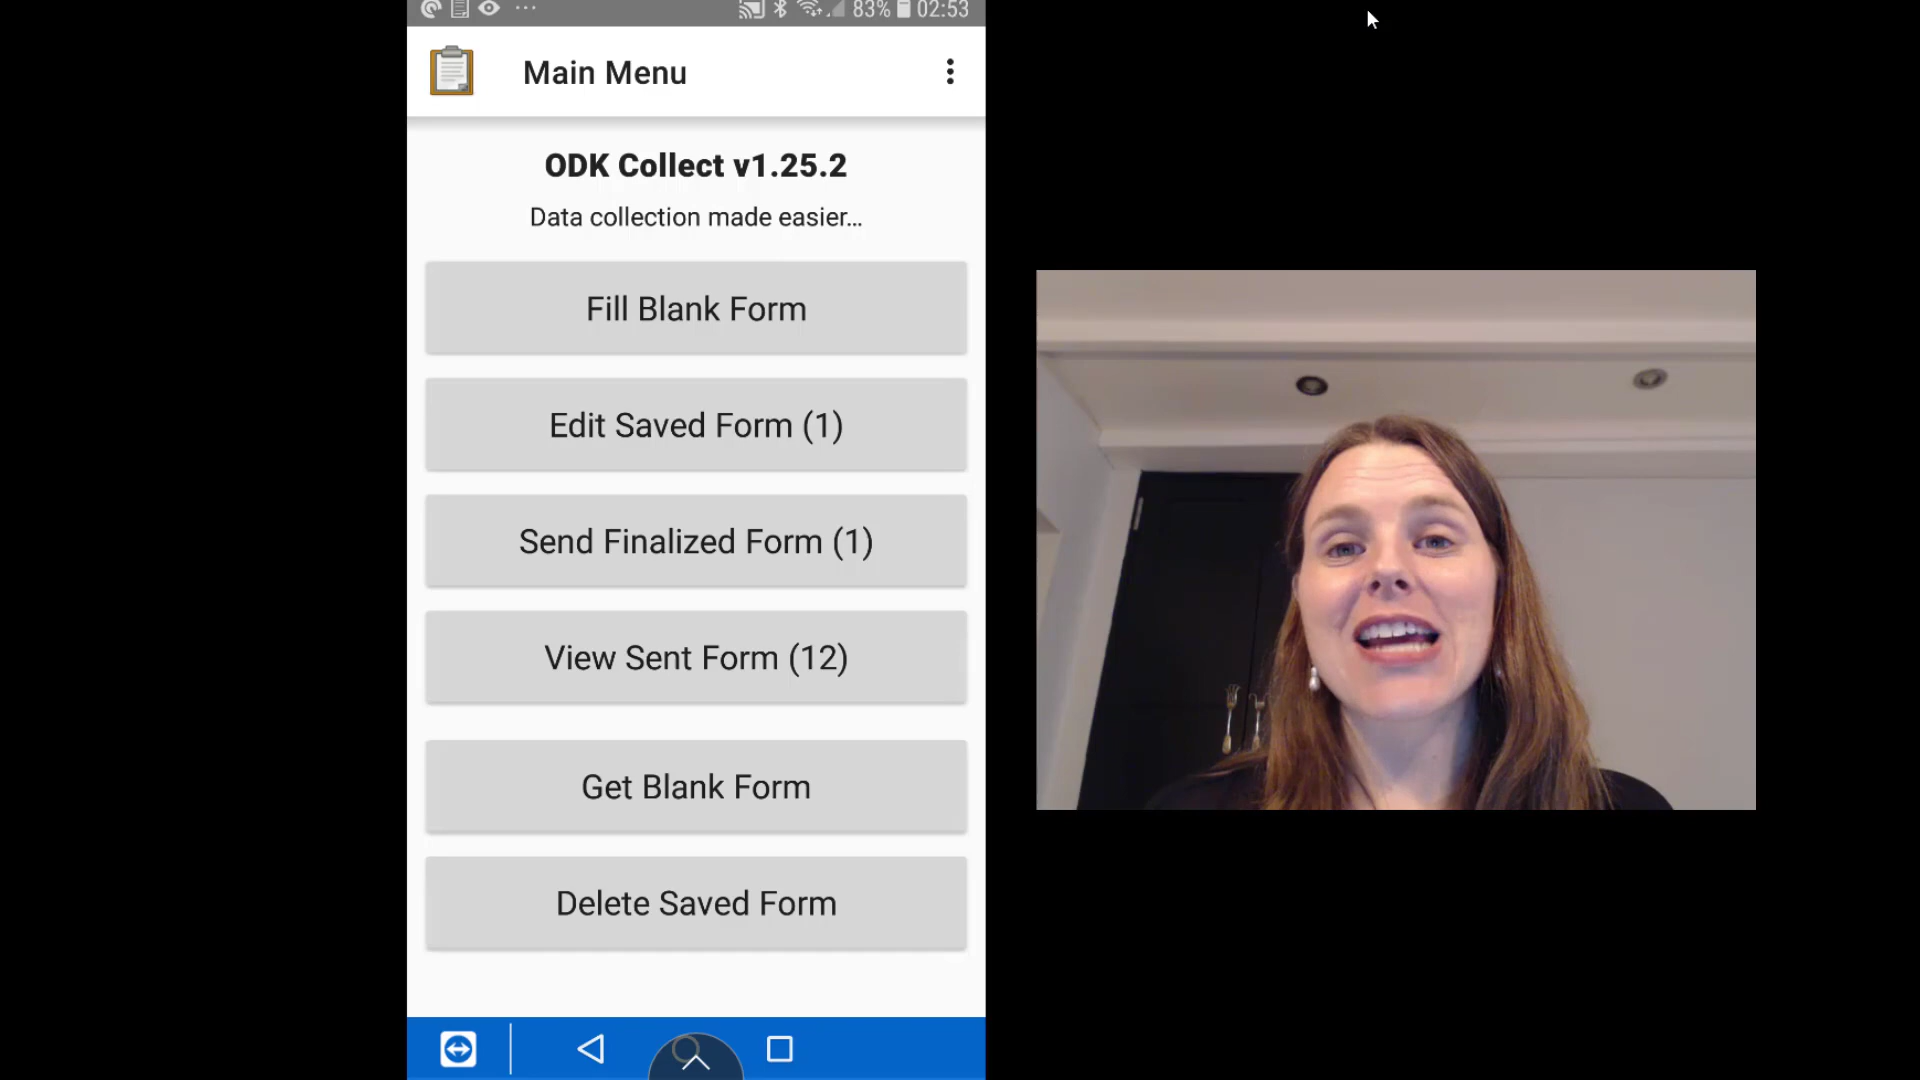 83% 02:53
Main Menu
ODK Collect v1.25.2
Data collection made easier...
Fill Blank Form
Edit Saved Form (1)
Send Finalized Form (1)
View Sent Form (12)
Get Blank Form
Delete Saved Form